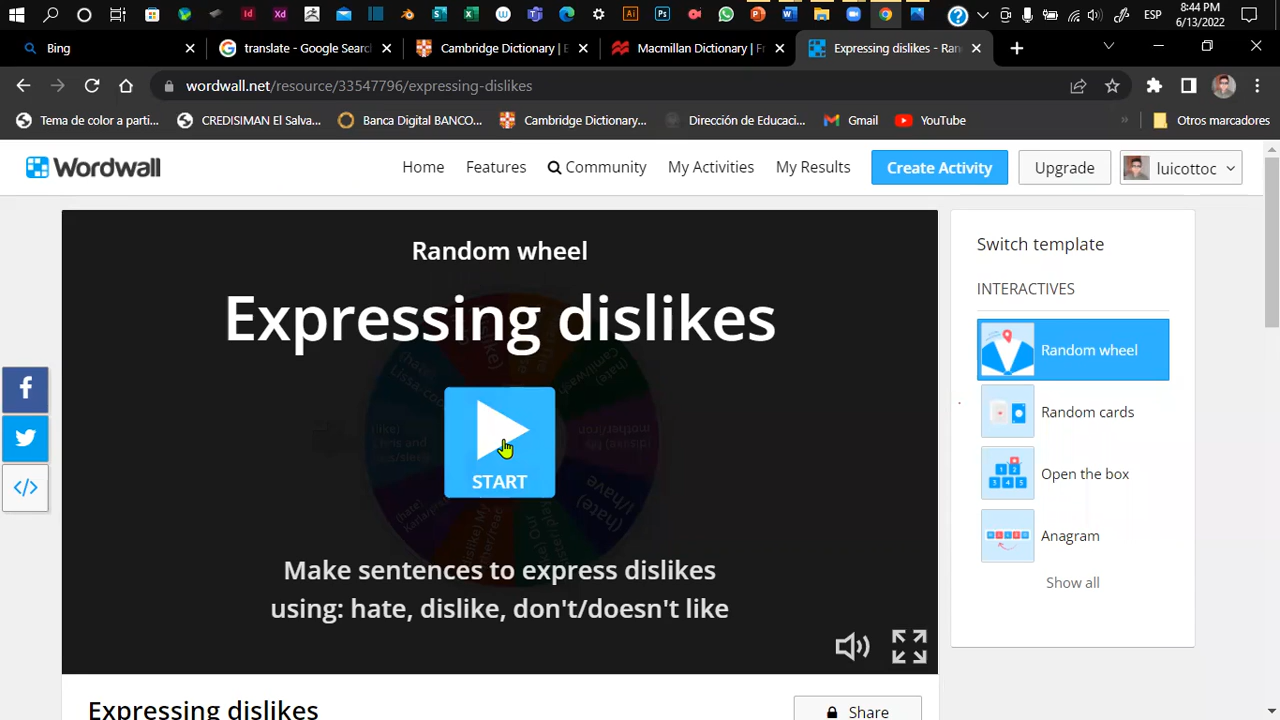 8:44 PM
ESP
6/13/2022
Bing
translate - Google Searc
Cambridge Dictionary | E
Macmillan Dictionary | Fr
Expressing dislikes - Ran
wordwall.net/resource/33547796/expressing-dislikes
Tema de color a parti...
CREDISIMAN El Salva...
Banca Digital BANCO...
Cambridge Dictionary...
Dirección de Educaci...
Gmail
YouTube
»
Otros marcadores
Wordwall
Home
Features
Community
My Activities
My Results
Create Activity
Upgrade
luicottoc
Random wheel
Expressing dislikes
START
Make sentences to express dislikes
using: hate, dislike, don't/doesn't like
Switch template
INTERACTIVES
Random wheel
Random cards
Open the box
Anagram
Show all
Expressing dislikes
Share